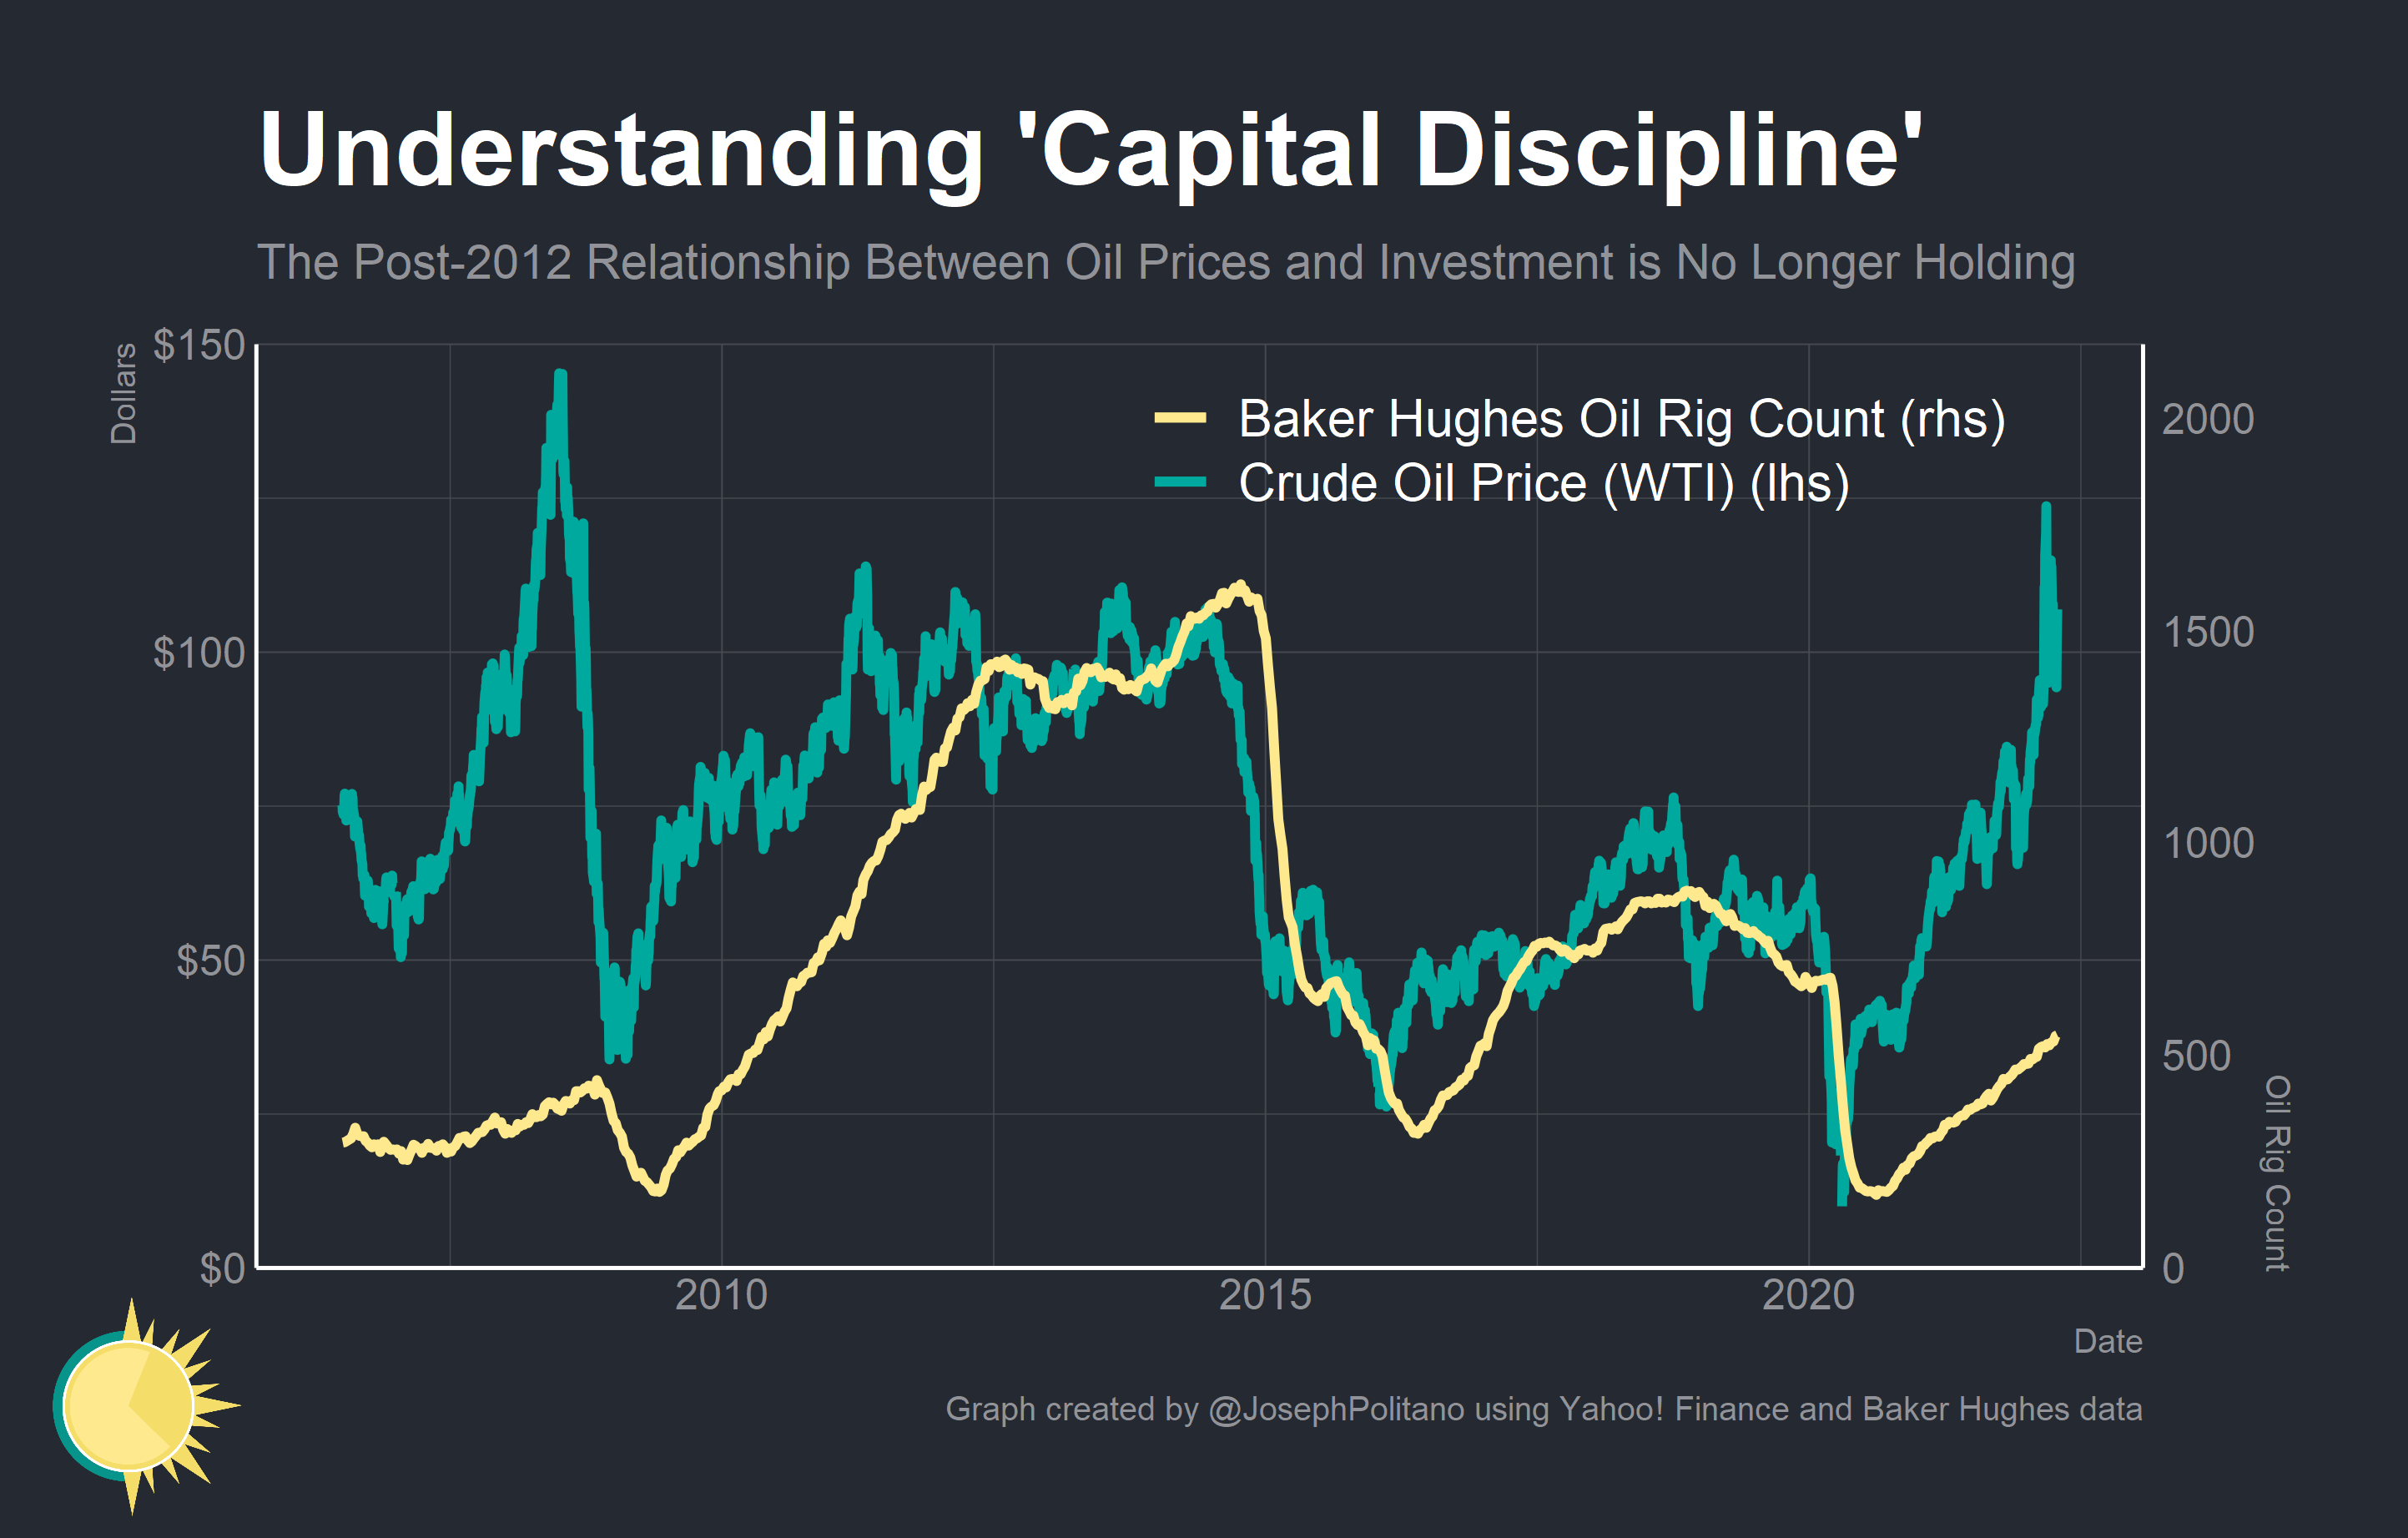 Understanding 'Capital Discipline'
The Post-2012 Relationship Between Oil Prices and Investment is No Longer Holding
Dollars
$150
$100
$50
$0
Baker Hughes Oil Rig Count (rhs)
Crude Oil Price (WTI) (lhs)
2000
1500
1000
500
0
Oil Rig Count
2010 2015 2020
Date
Graph created by @JosephPolitano using Yahoo! Finance and Baker Hughes data